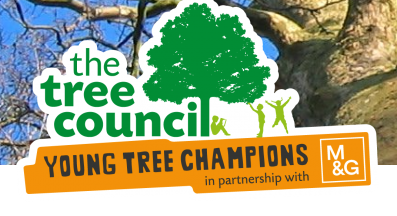 the
tree
council
YOUNG TREE CHAMPIONS
in partnership with
M
&G